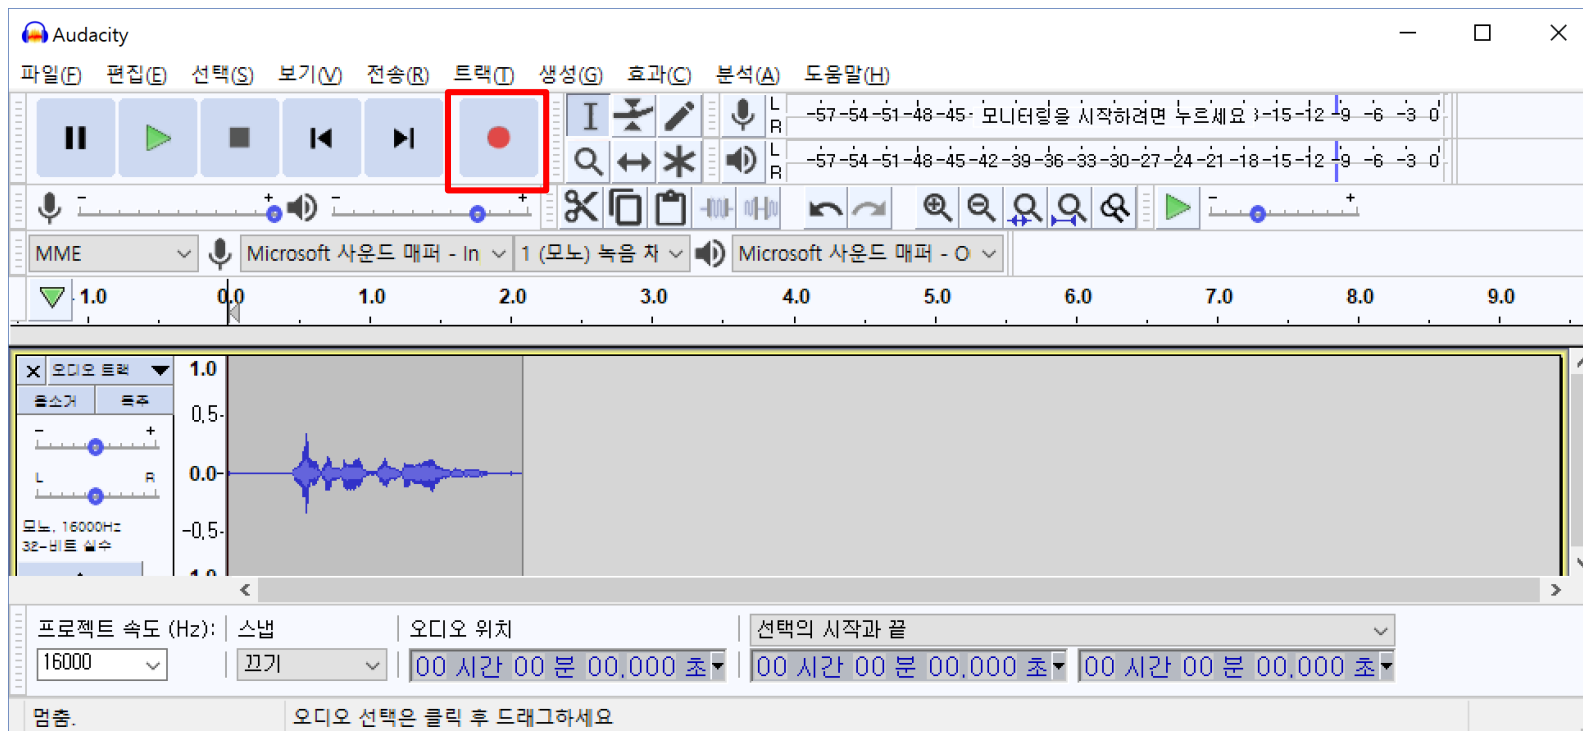 Audacity
파일(F) 편집(E) 선택(S) 보기(V) 전송(R) 트랙(T) 생성(G) 효과(C) 분석(A) 도움말(H)
L
R
-57 -54 -51 -48 -45- 모니터링을 시작하려면 누르세요 -15 -12 -9 -6 -3 0
L
R
-57 -54 -51 -48 -45 -42 -39 -36 -33 -30 -27 -24 -21 -18 -15 -12 -9 -6 -3 0
- + - + - +
MME Microsoft 사운드 매퍼 - In 1 (모노) 녹음 채 Microsoft 사운드 매퍼 - O
- 1.0 0.0 1.0 2.0 3.0 4.0 5.0 6.0 7.0 8.0 9.0
X 오디오 트랙 1.0
음소거 독주 0.5-
- +
L R 0.0-
모노, 16000Hz -0.5-
32-비트 실수
-1.0
프로젝트 속도 (Hz): 스냅 오디오 위치 선택의 시작과 끝
16000 끄기 00 시간 00 분 00.000 초 00 시간 00 분 00.000 초 00 시간 00 분 00.000 초
멈춤. 오디오 선택은 클릭 후 드래그하세요